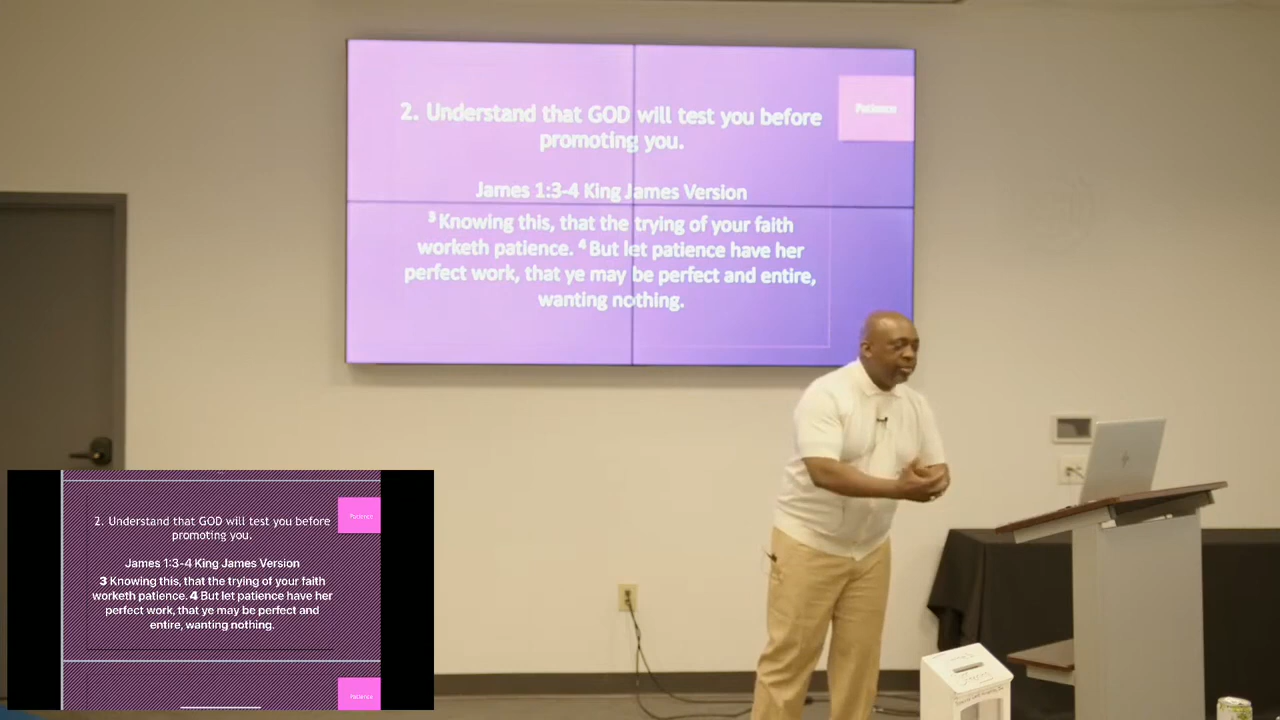 2. Understand that GOD will test you before
promoting you.
Patience
James 1:3-4 King James Version
3 Knowing this, that the trying of your faith
worketh patience. 4 But let patience have her
perfect work, that ye may be perfect and entire,
wanting nothing.
2. Understand that GOD will test you before
promoting you.
Patience
James 1:3-4 King James Version
3 Knowing this, that the trying of your faith
worketh patience. 4 But let patience have her
perfect work, that ye may be perfect and
entire, wanting nothing.
Patience